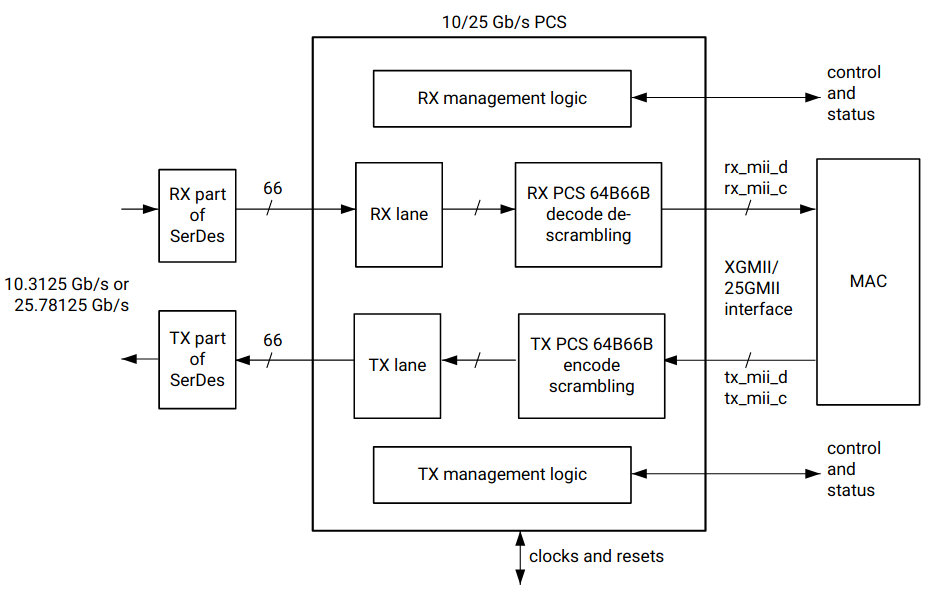 10/25 Gb/s PCS
RX management logic
control
and
status
RX part
of
SerDes
66
RX lane
RX PCS 64B66B
decode de-
scrambling
rx_mii_d
rx_mii_c
10.3125 Gb/s or
25.78125 Gb/s
XGMII/
25GMII
interface
MAC
TX part
of
SerDes
66
TX lane
TX PCS 64B66B
encode
scrambling
tx_mii_d
tx_mii_c
TX management logic
control
and
status
clocks and resets